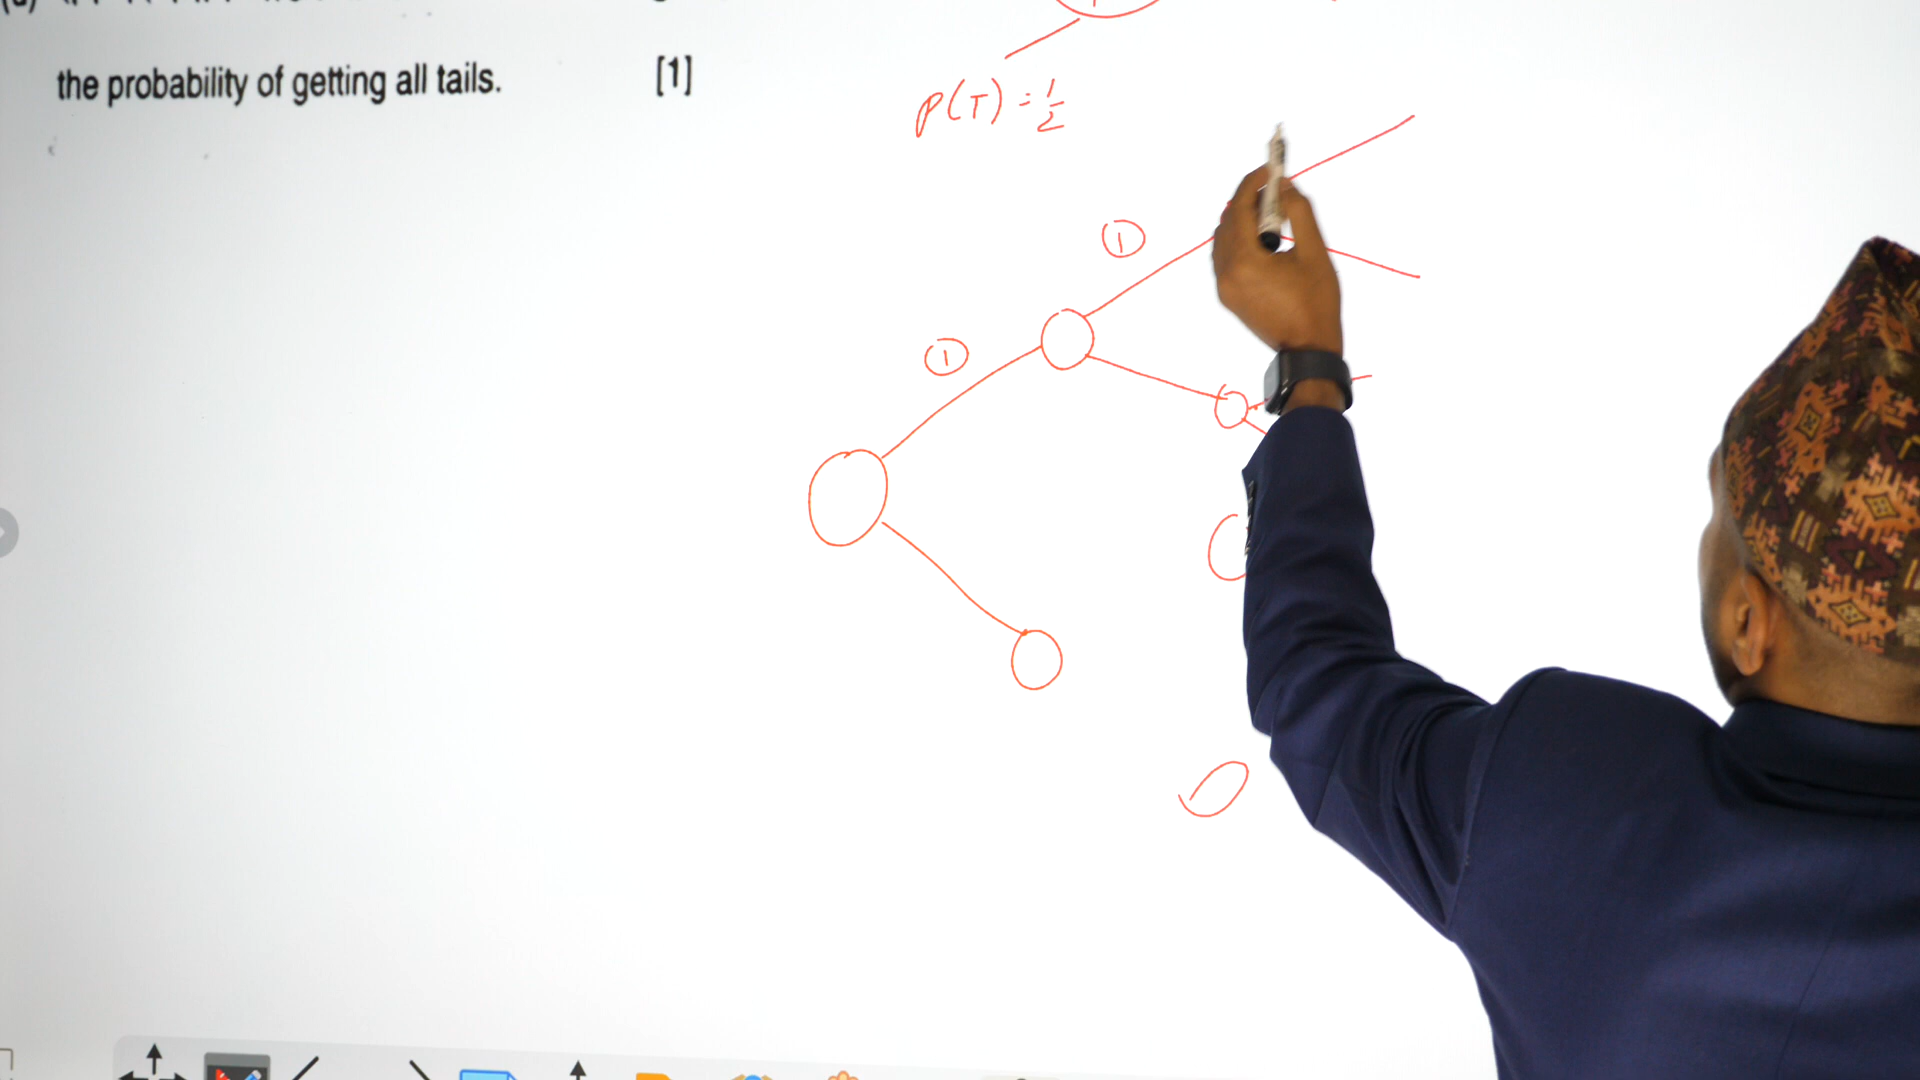 the probability of getting all tails. [1]
P(T) = 1/2
1
1